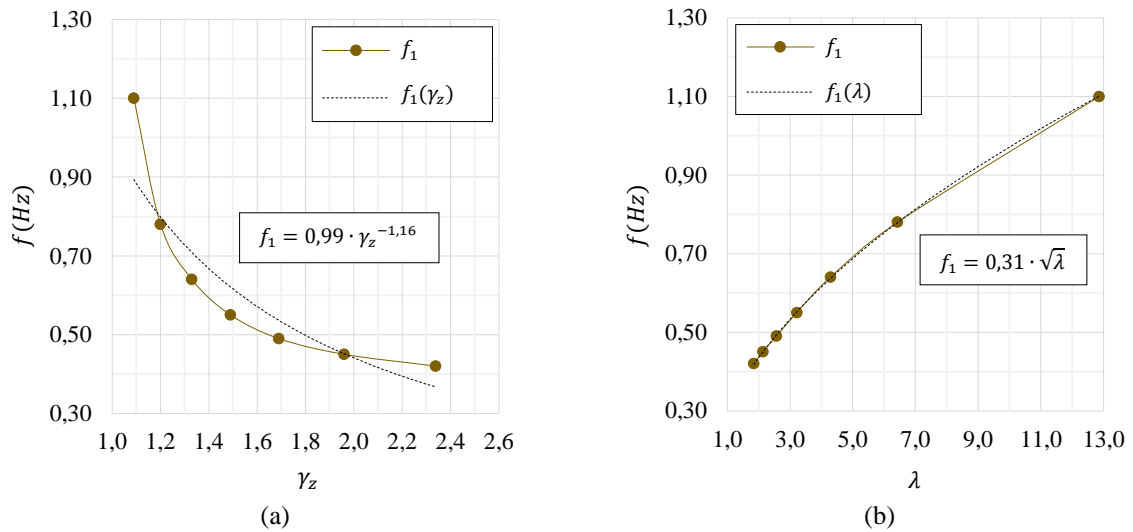 1,30
1,10
0,90
0,70
0,50
0,30
f (Hz)
1,0 1,2 1,4 1,6 1,8 2,0 2,2 2,4 2,6
γ_z
f₁
f₁(γ_z)
f₁ = 0,99 · γ_z^−1,16
(a)
1,30
1,10
0,90
0,70
0,50
0,30
f (Hz)
1,0 3,0 5,0 7,0 9,0 11,0 13,0
λ
f₁
f₁(λ)
f₁ = 0,31 · √λ
(b)